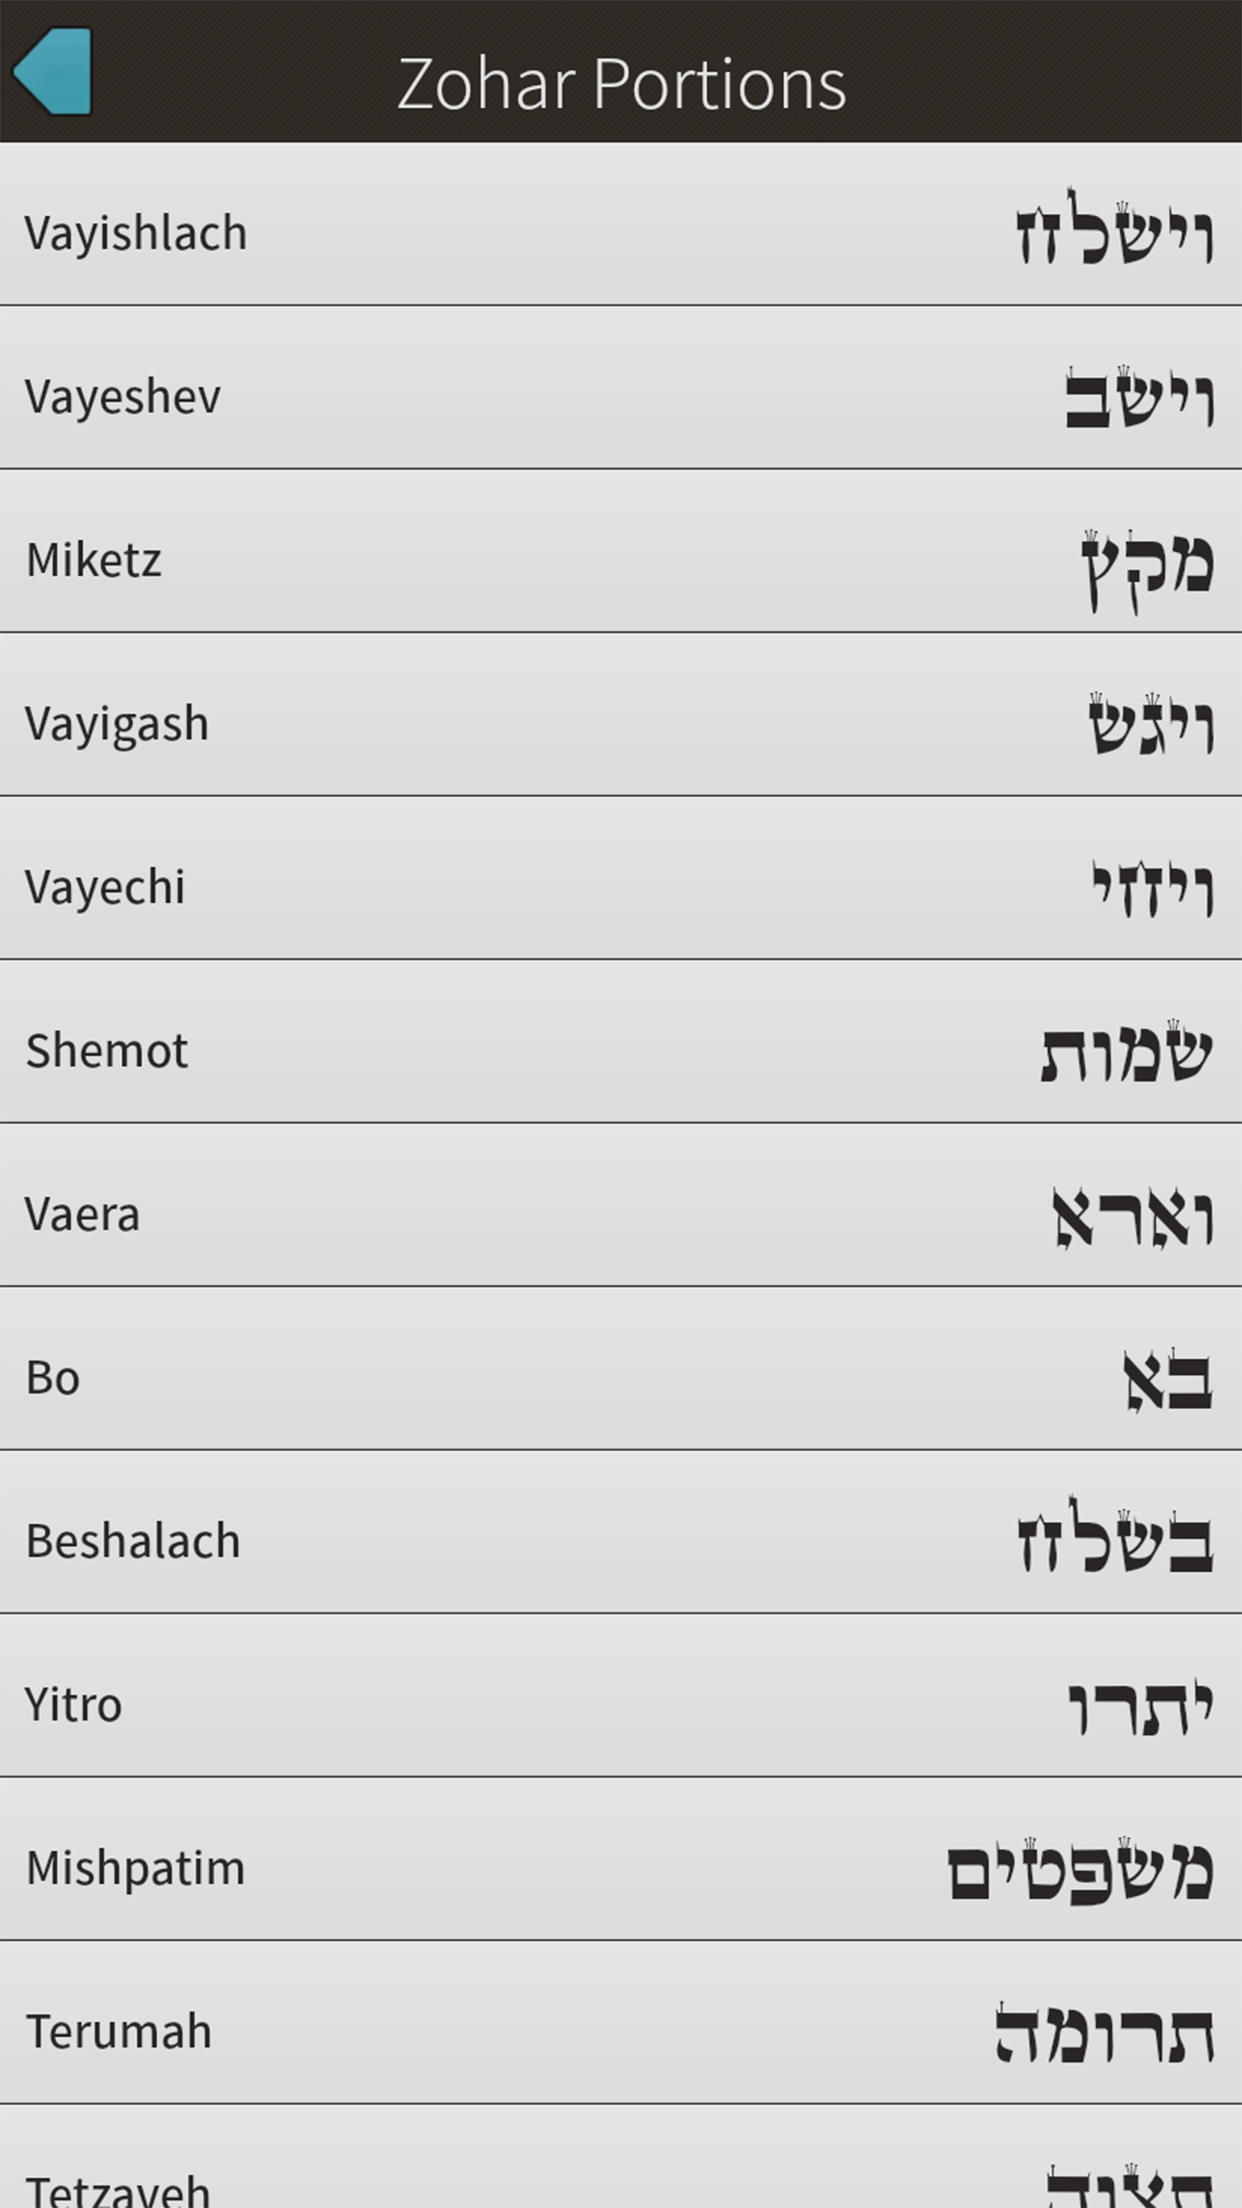 Zohar Portions
Vayishlach וישלח
Vayeshev וישב
Miketz מקץ
Vayigash ויגש
Vayechi ויחי
Shemot שמות
Vaera וארא
Bo בא
Beshalach בשלח
Yitro יתרו
Mishpatim משפטים
Terumah תרומה
Tetzaveh תצוה